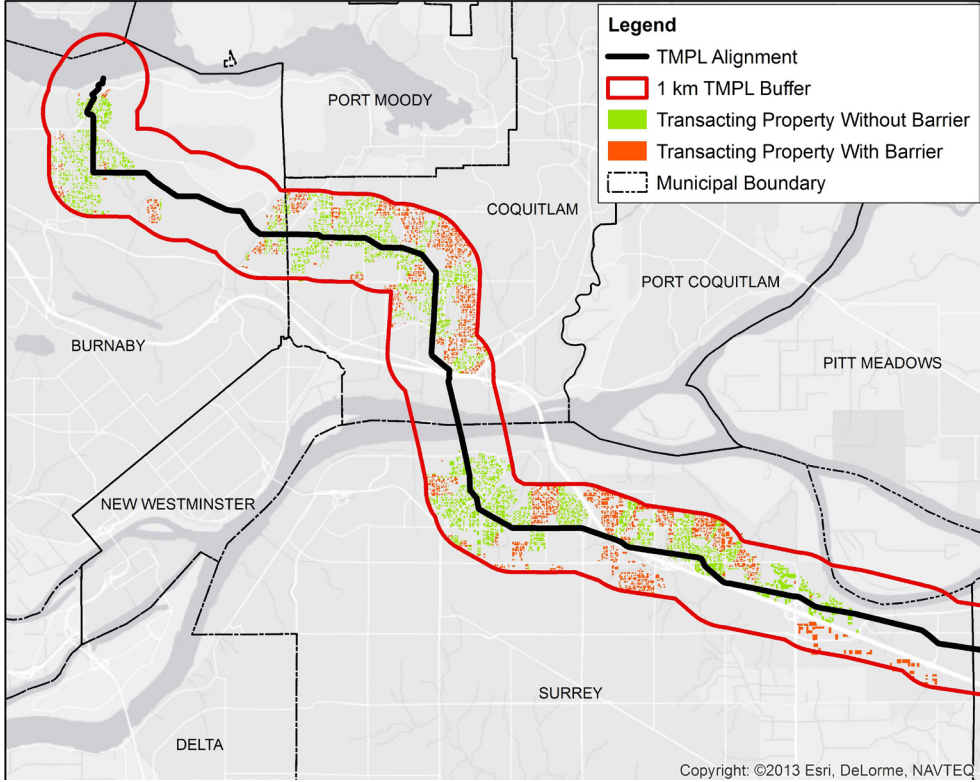 Legend
TMPL Alignment
1 km TMPL Buffer
Transacting Property Without Barrier
Transacting Property With Barrier
Municipal Boundary
PORT MOODY
COQUITLAM
PORT COQUITLAM
BURNABY
PITT MEADOWS
NEW WESTMINSTER
SURREY
DELTA
Copyright: ©2013 Esri, DeLorme, NAVTEQ